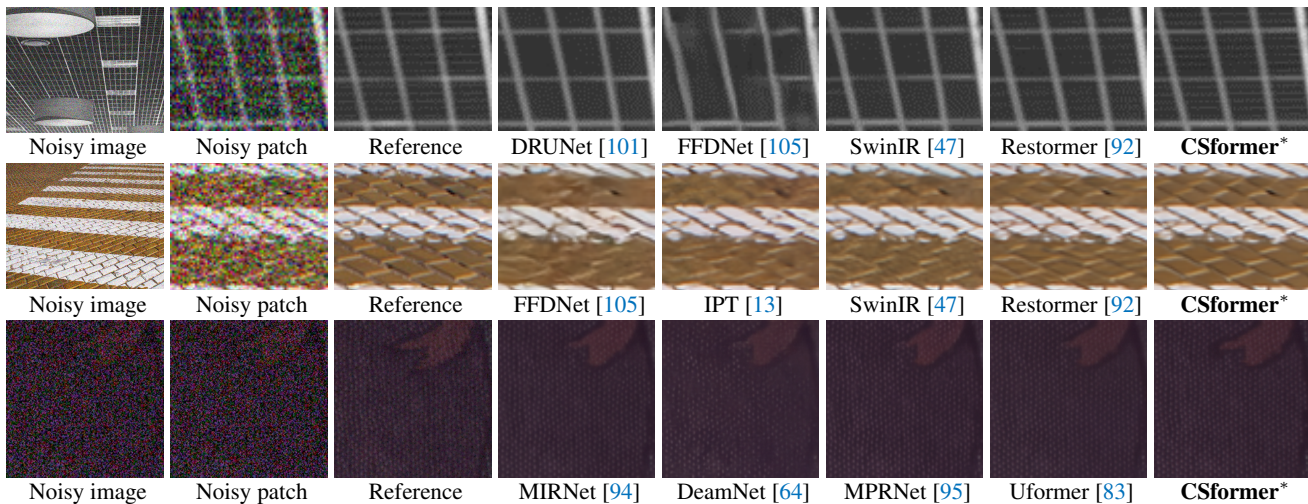 Noisy image Noisy patch Reference DRUNet [101] FFDNet [105] SwinIR [47] Restormer [92] CSformer*
Noisy image Noisy patch Reference FFDNet [105] IPT [13] SwinIR [47] Restormer [92] CSformer*
Noisy image Noisy patch Reference MIRNet [94] DeamNet [64] MPRNet [95] Uformer [83] CSformer*